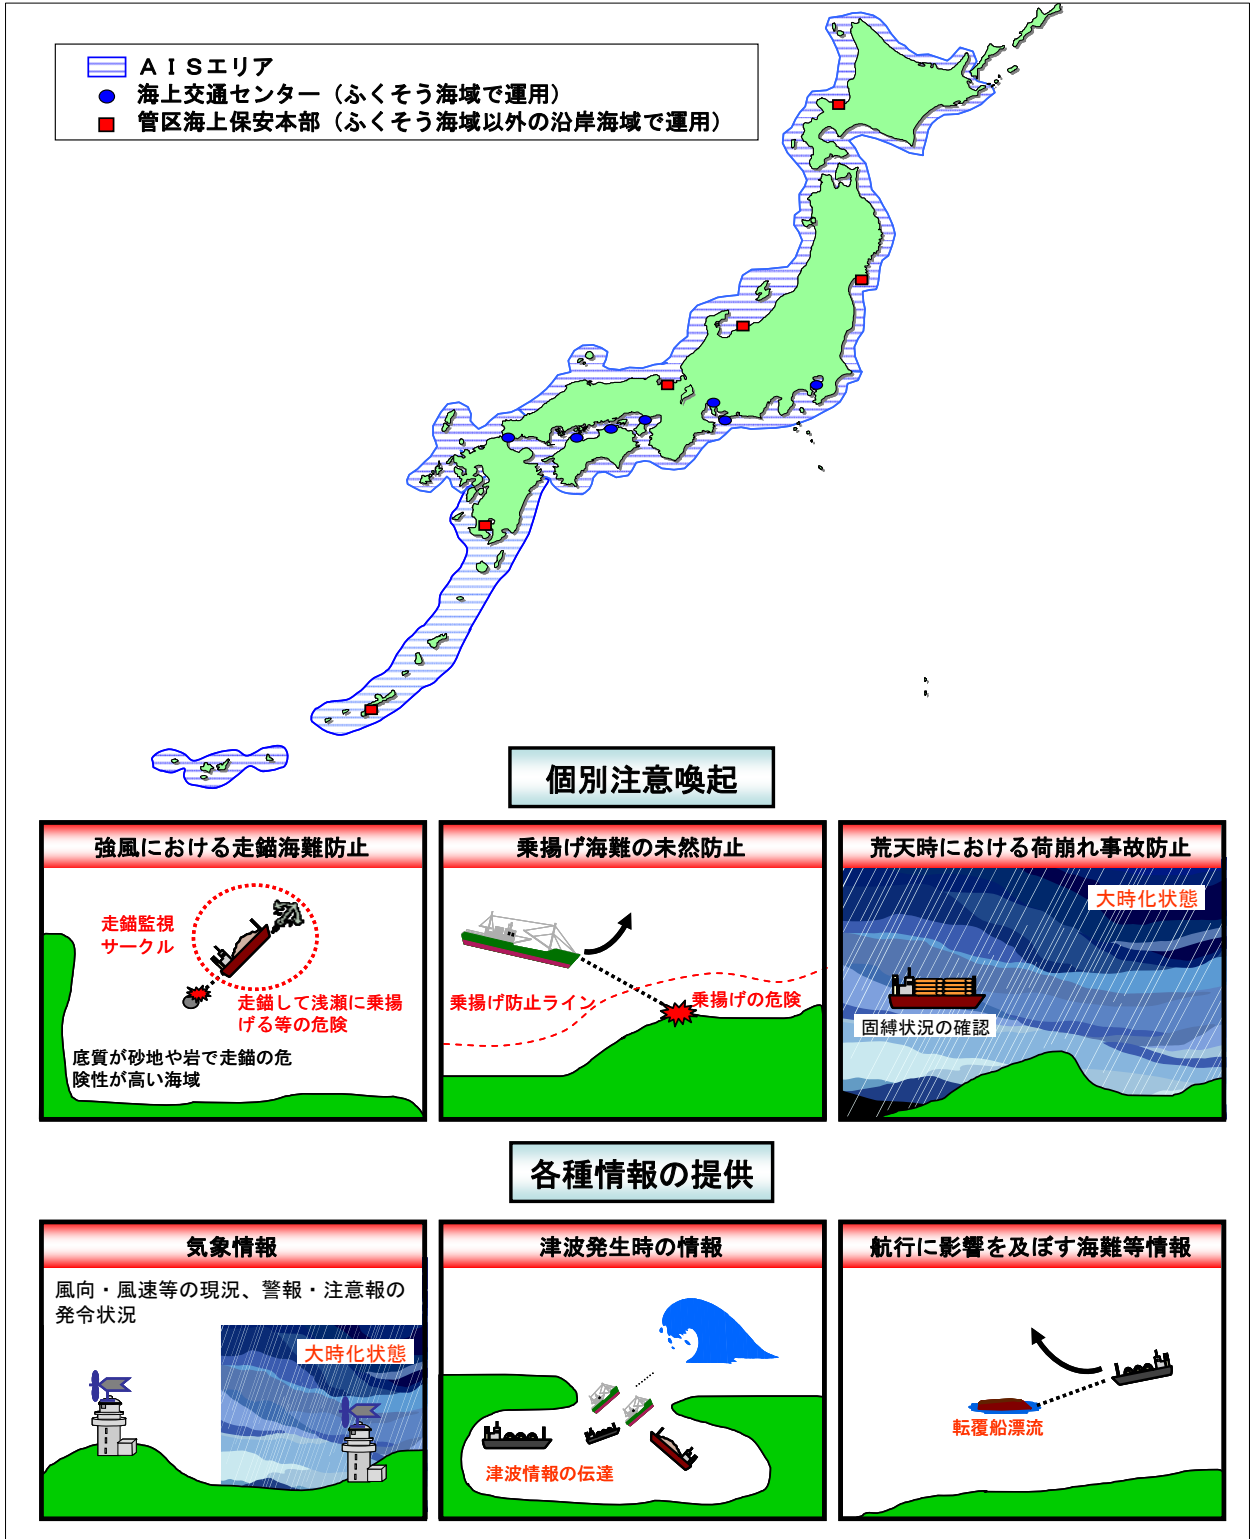 ＡＩＳエリア
海上交通センター（ふくそう海域で運用）
管区海上保安本部（ふくそう海域以外の沿岸海域で運用）
個別注意喚起
強風における走錨海難防止
走錨監視
サークル
走錨して浅瀬に乗揚
げる等の危険
底質が砂地や岩で走錨の危
険性が高い海域
乗揚げ海難の未然防止
乗揚げ防止ライン
乗揚げの危険
荒天時における荷崩れ事故防止
大時化状態
固縛状況の確認
各種情報の提供
気象情報
風向・風速等の現況、警報・注意報の
発令状況
大時化状態
津波発生時の情報
津波情報の伝達
航行に影響を及ぼす海難等情報
転覆船漂流